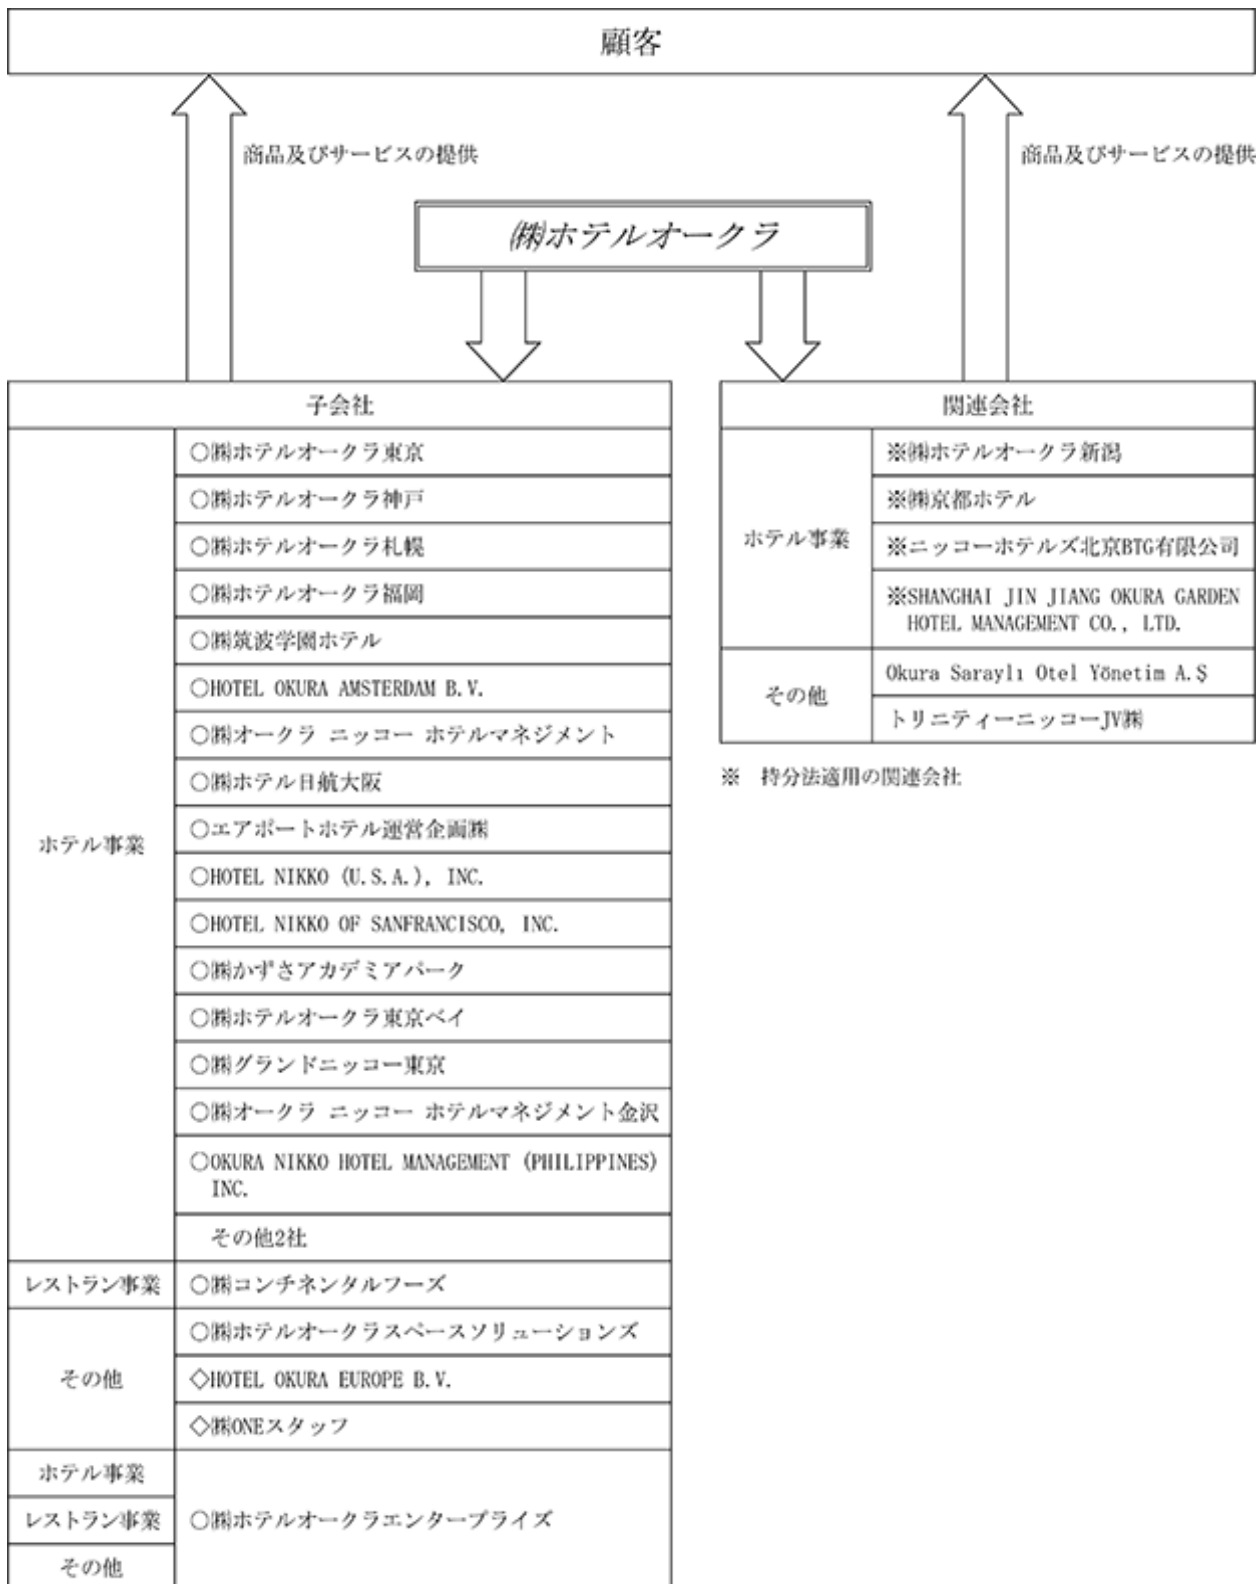 顧客
商品及びサービスの提供
商品及びサービスの提供
㈱ホテルオークラ
子会社
ホテル事業
○㈱ホテルオークラ東京
○㈱ホテルオークラ神戸
○㈱ホテルオークラ札幌
○㈱ホテルオークラ福岡
○㈱筑波学園ホテル
○HOTEL OKURA AMSTERDAM B.V.
○㈱オークラ ニッコー ホテルマネジメント
○㈱ホテル日航大阪
○エアポートホテル運営企画㈱
○HOTEL NIKKO (U.S.A.), INC.
○HOTEL NIKKO OF SANFRANCISCO, INC.
○㈱かずさアカデミアパーク
○㈱ホテルオークラ東京ベイ
○㈱グランドニッコー東京
○㈱オークラ ニッコー ホテルマネジメント金沢
○OKURA NIKKO HOTEL MANAGEMENT (PHILIPPINES)
INC.
その他2社
レストラン事業
○㈱コンチネンタルフーズ
その他
○㈱ホテルオークラスペースソリューションズ
◇HOTEL OKURA EUROPE B.V.
◇㈱ONEスタッフ
ホテル事業
レストラン事業
その他
○㈱ホテルオークラエンタープライズ
関連会社
ホテル事業
※㈱ホテルオークラ新潟
※㈱京都ホテル
※ニッコーホテルズ北京BTG有限公司
※SHANGHAI JIN JIANG OKURA GARDEN
HOTEL MANAGEMENT CO., LTD.
その他
Okura Saraylı Otel Yönetim A.Ş
トリニティーニッコーJV㈱
※ 持分法適用の関連会社